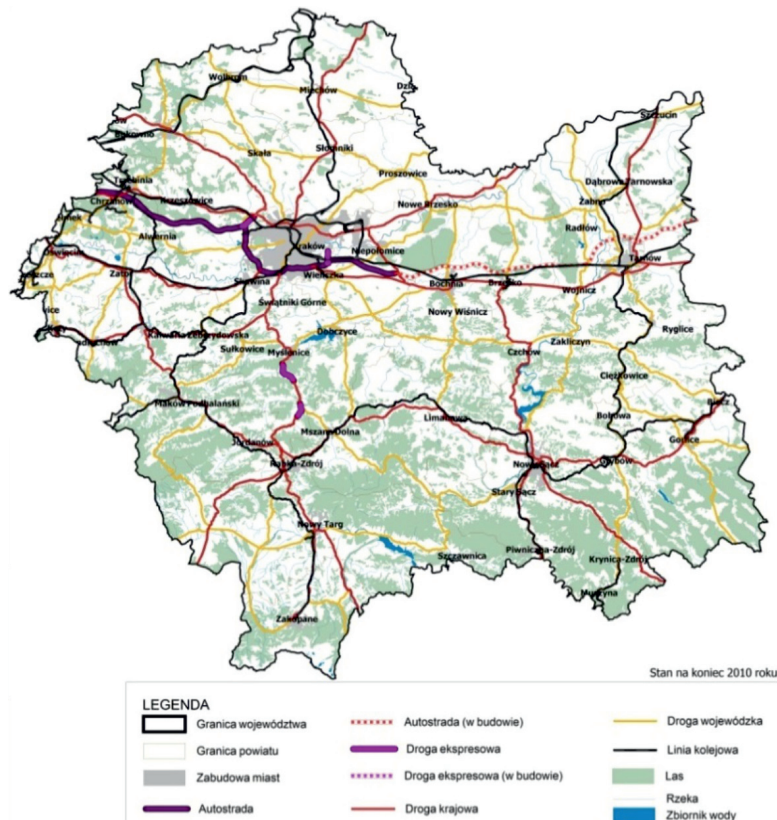 Wolbrom
Miechów
Szczucin
Bukowno
Słomniki
Skała
Proszowice
Dąbrowa Tarnowska
Trzebinia
Chrzanów
Krzeszowice
Nowe Brzesko
Żabno
Radłów
Alwernia
Kraków
Niepołomice
Oświęcim
Tarnów
Zator
Skawina
Wieliczka
Bochnia
Brzesko
Wojnicz
Świątniki Górne
Nowy Wiśnicz
Kalwaria Zebrzydowska
Dobczyce
Ryglice
Sułkowice
Myślenice
Czchów
Zakliczyn
Ciężkowice
Maków Podhalański
Limanowa
Bobowa
Biecz
Mszana Dolna
Jordanów
Gorlice
Rabka-Zdrój
Nowy Sącz
Grybów
Stary Sącz
Nowy Targ
Szczawnica
Piwniczna-Zdrój
Krynica-Zdrój
Muszyna
Zakopane
Stan na koniec 2010 roku
LEGENDA
Granica województwa
Granica powiatu
Zabudowa miast
Autostrada
Autostrada (w budowie)
Droga ekspresowa
Droga ekspresowa (w budowie)
Droga krajowa
Droga wojewódzka
Linia kolejowa
Las
Rzeka
Zbiornik wody